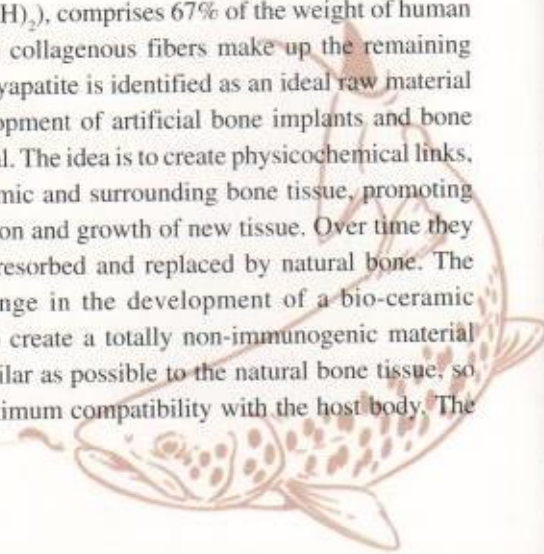 H)₂), comprises 67% of the weight of human
collagenous fibers make up the remaining
yapatite is identified as an ideal raw material
opment of artificial bone implants and bone
l. The idea is to create physicochemical links,
mic and surrounding bone tissue, promoting
on and growth of new tissue. Over time they
resorbed and replaced by natural bone. The
nge in the development of a bio-ceramic
create a totally non-immunogenic material
ilar as possible to the natural bone tissue, so
ximum compatibility with the host body. The